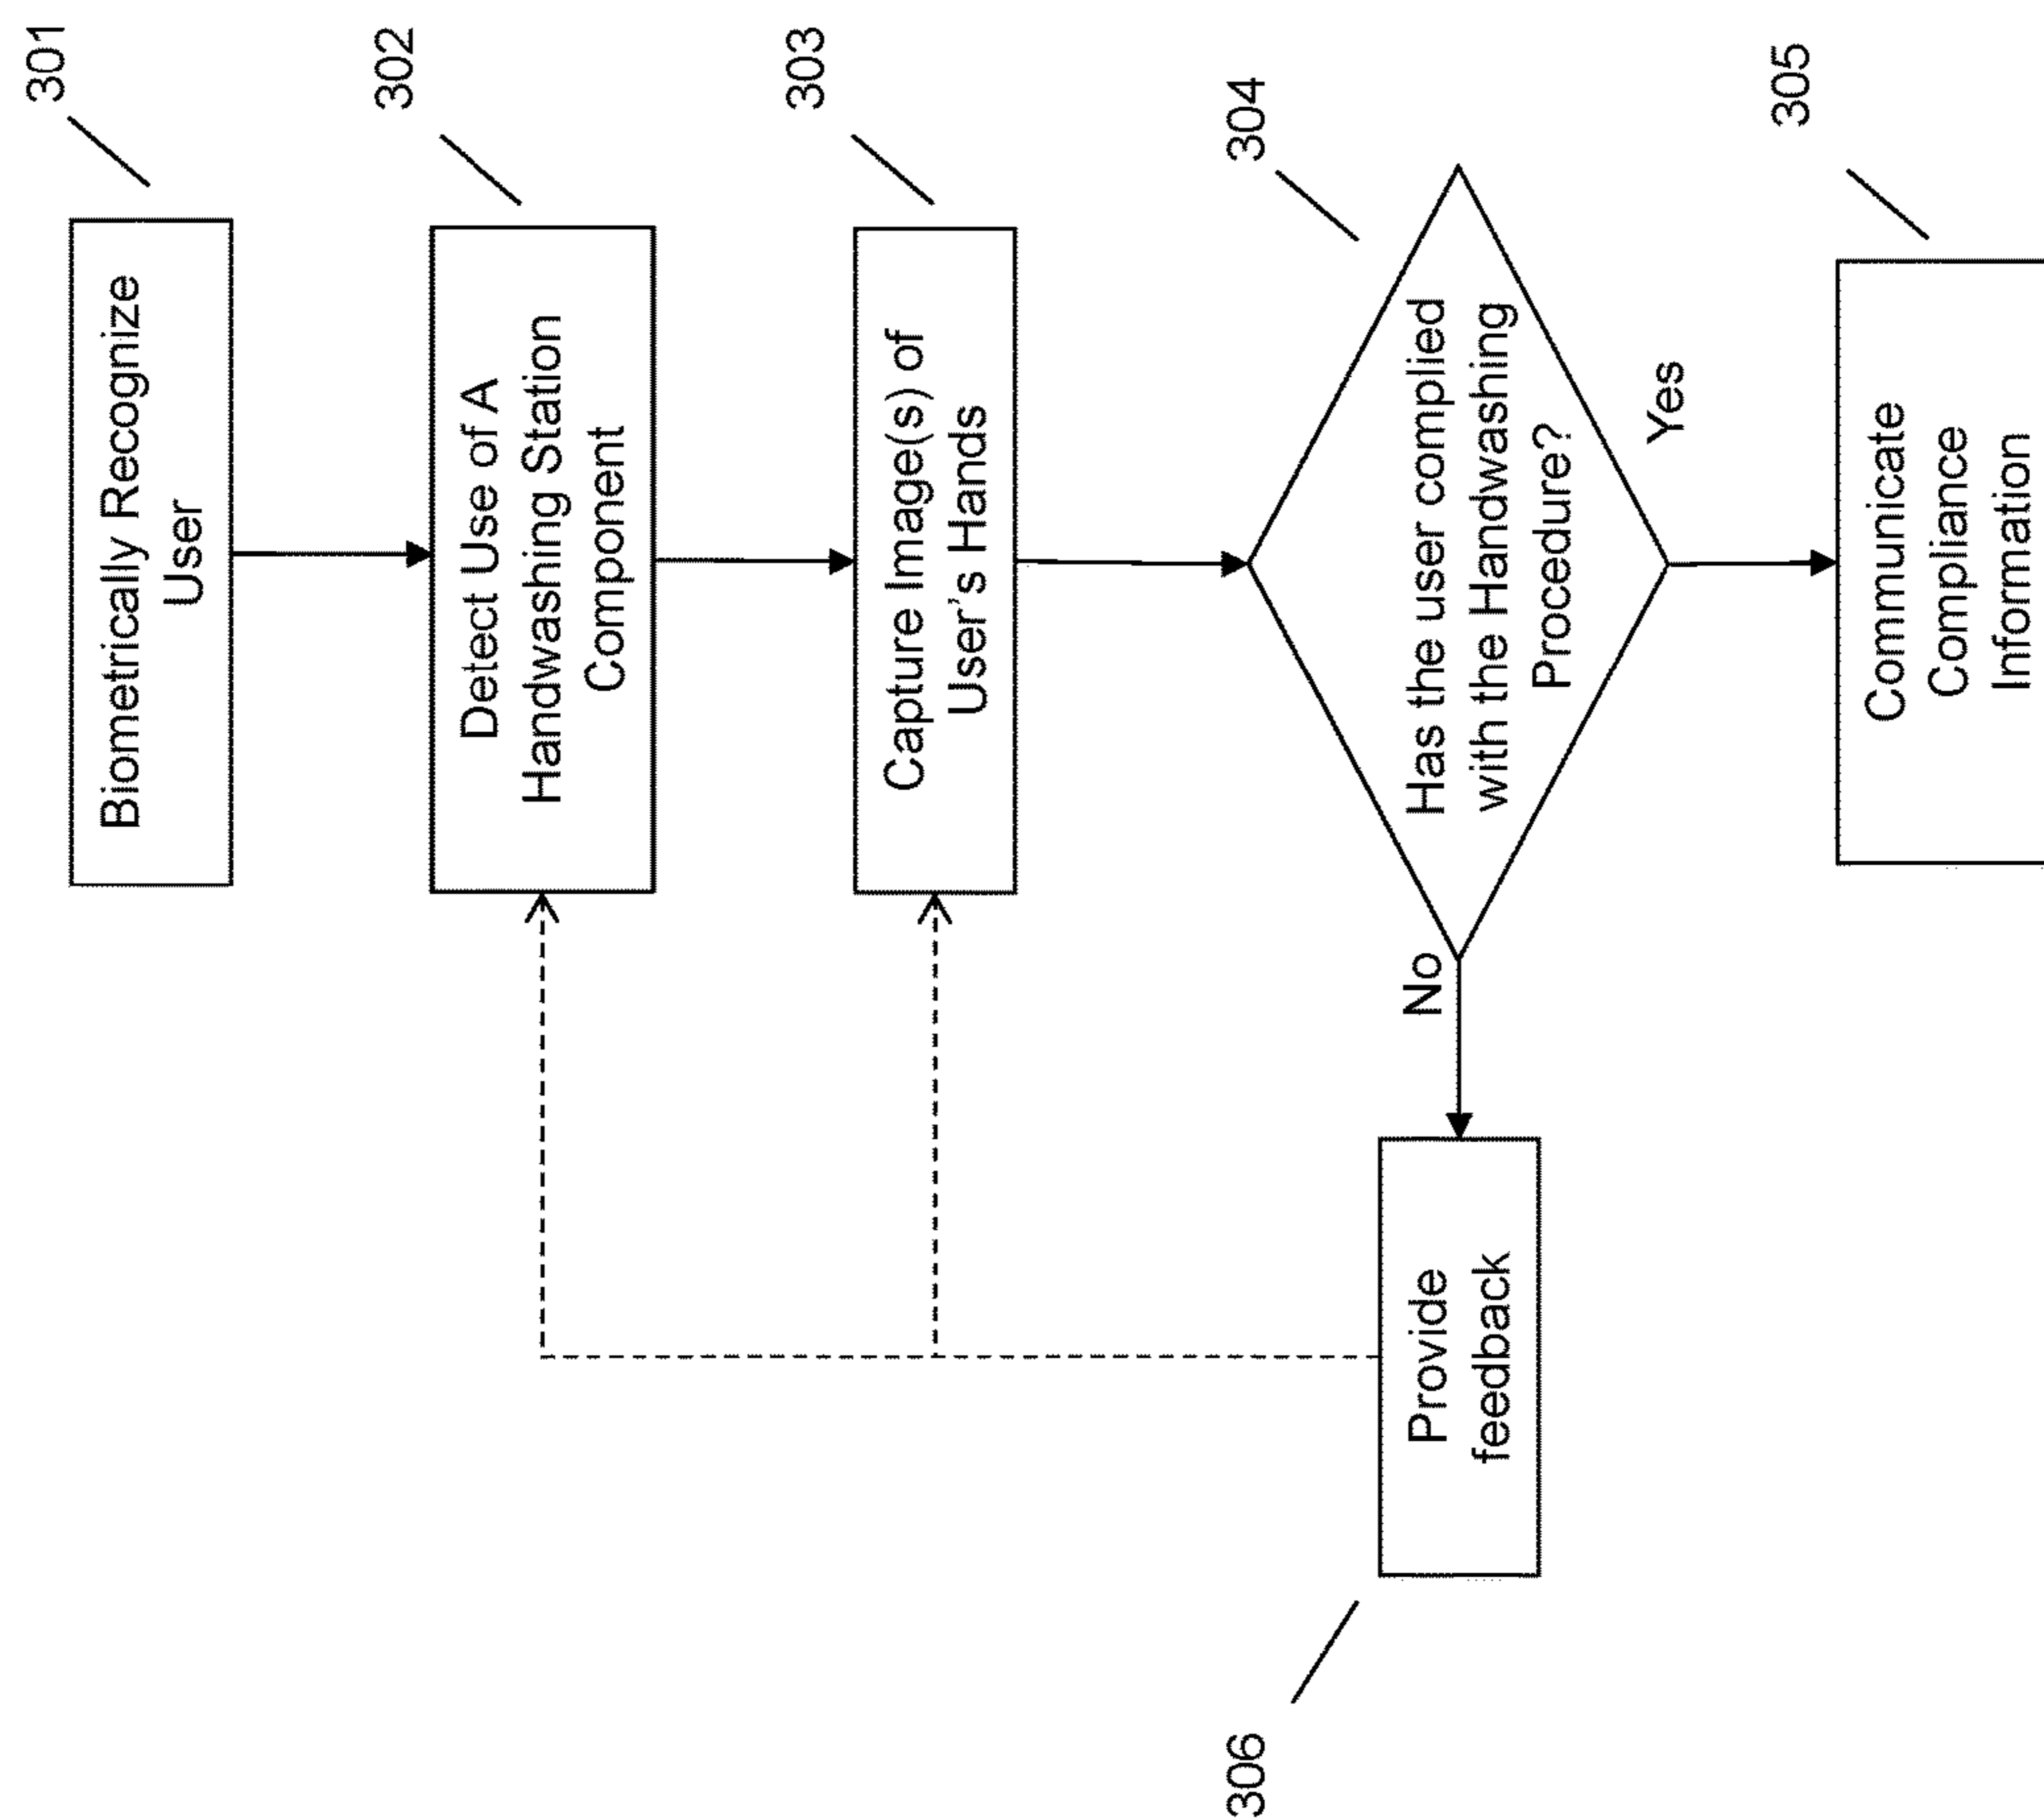 301
Biometrically Recognize
User
302
Detect Use of A
Handwashing Station
Component
303
Capture Image(s) of
User's Hands
304
Has the user complied
with the Handwashing
Procedure?
No
Yes
306
Provide
feedback
305
Communicate
Compliance
Information